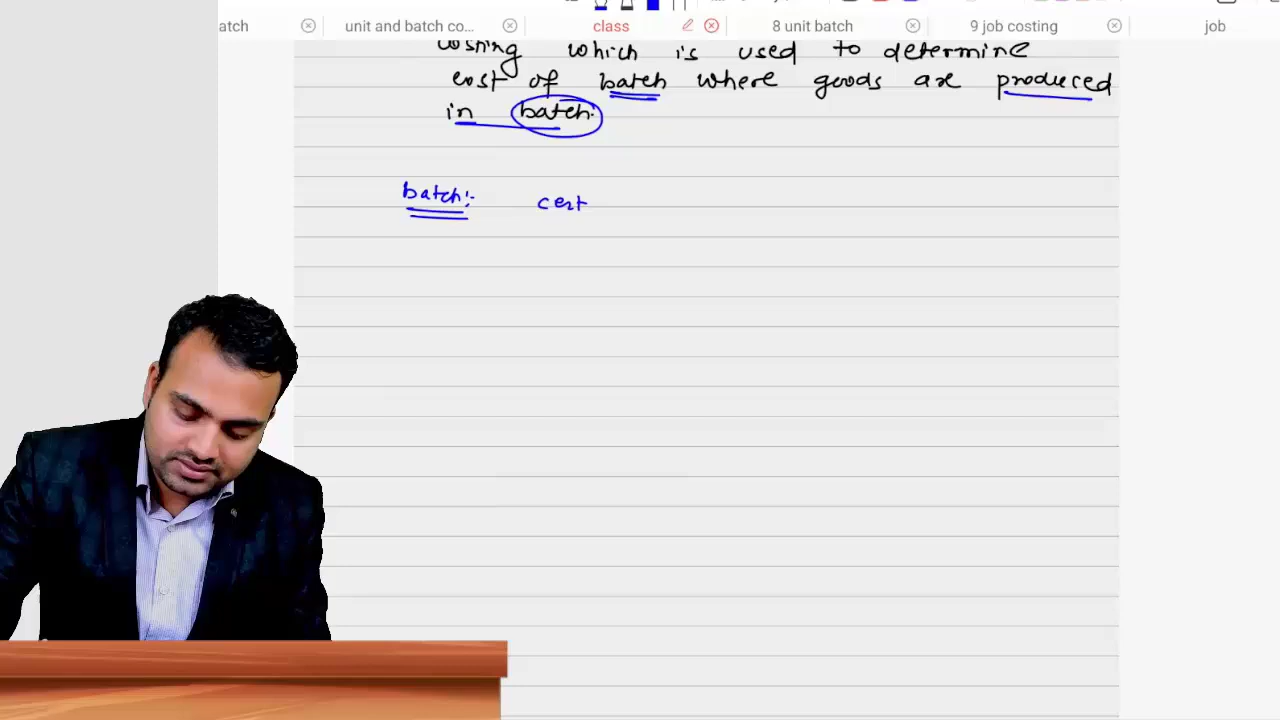 atch unit and batch co... class 8 unit batch 9 job costing job
costing which is used to determine
cost of batch where goods are produced
in batch.
batch:- cert